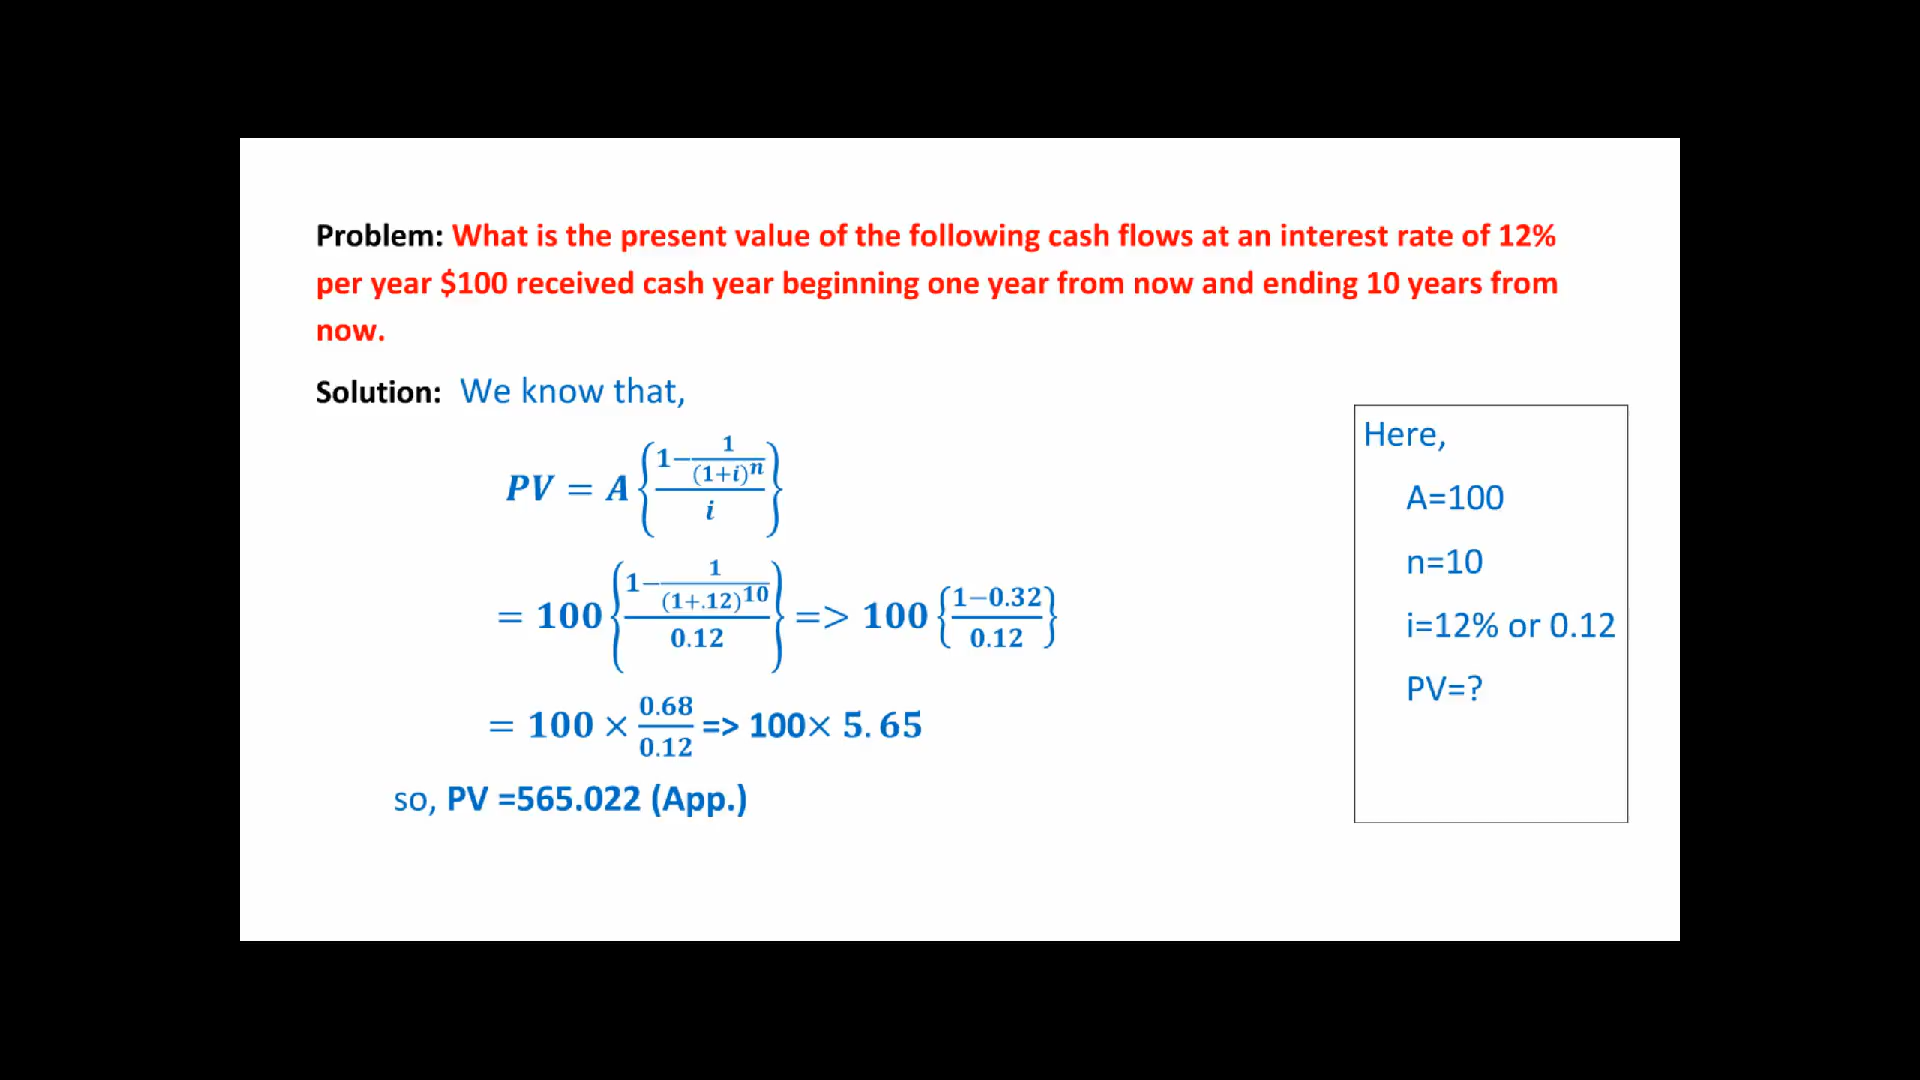 Problem: What is the present value of the following cash flows at an interest rate of 12%
per year $100 received cash year beginning one year from now and ending 10 years from
now.
Solution: We know that,
PV = A {(1 − 1/(1+i)^n) / i}
= 100 {(1 − 1/(1+.12)^10) / 0.12} => 100 {(1−0.32) / 0.12}
= 100 × 0.68/0.12 => 100× 5.65
so, PV =565.022 (App.)
Here,
A=100
n=10
i=12% or 0.12
PV=?